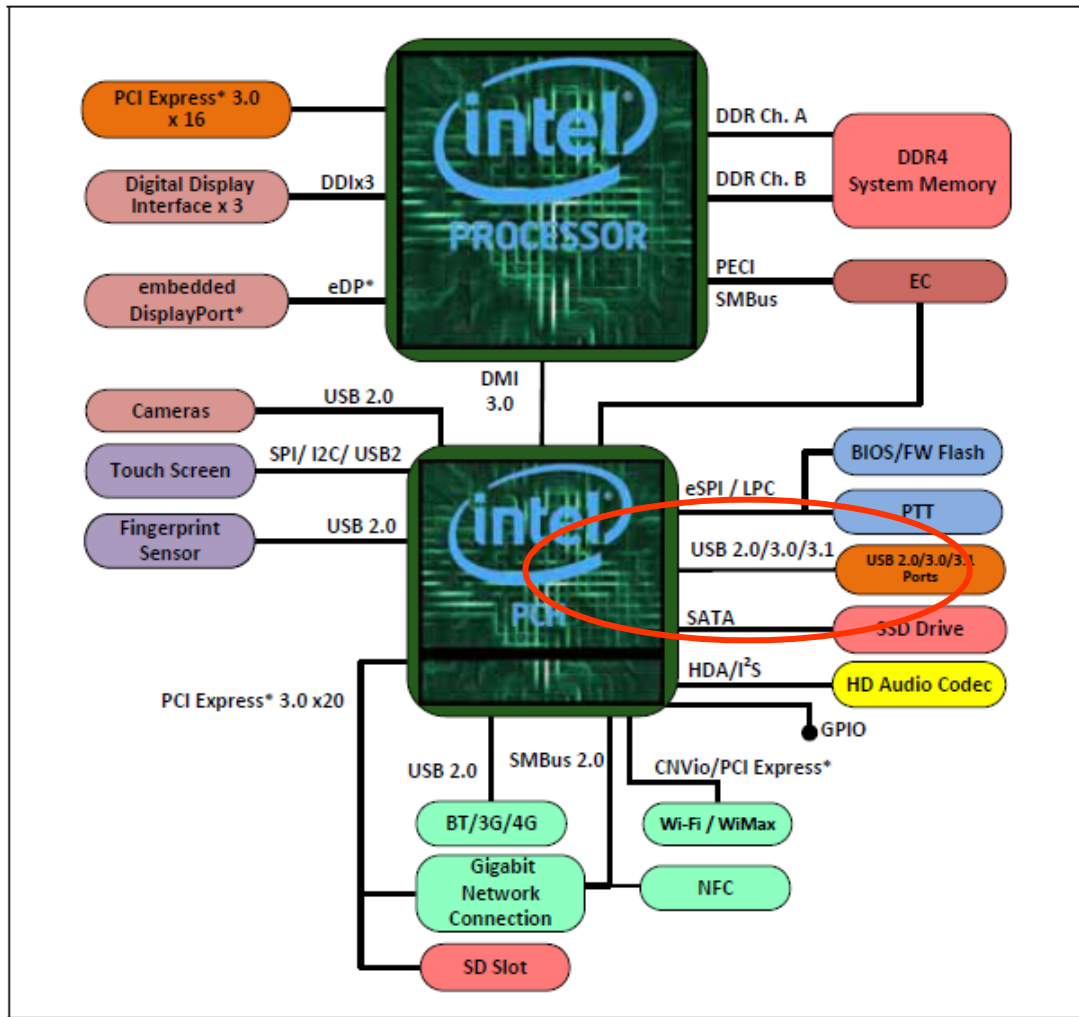 PCI Express* 3.0
x 16
Digital Display
Interface x 3
DDIx3
embedded
DisplayPort*
eDP*
intel®
PROCESSOR
DDR Ch. A
DDR Ch. B
DDR4
System Memory
PECI
SMBus
EC
DMI
3.0
Cameras
USB 2.0
Touch Screen
SPI/ I2C/ USB2
Fingerprint
Sensor
USB 2.0
intel®
PCH
eSPI / LPC
BIOS/FW Flash
PTT
USB 2.0/3.0/3.1
USB 2.0/3.0/3.1
Ports
SATA
SSD Drive
HDA/I²S
HD Audio Codec
GPIO
PCI Express* 3.0 x20
USB 2.0
SMBus 2.0
CNVio/PCI Express*
BT/3G/4G
Wi-Fi / WiMax
Gigabit
Network
Connection
NFC
SD Slot